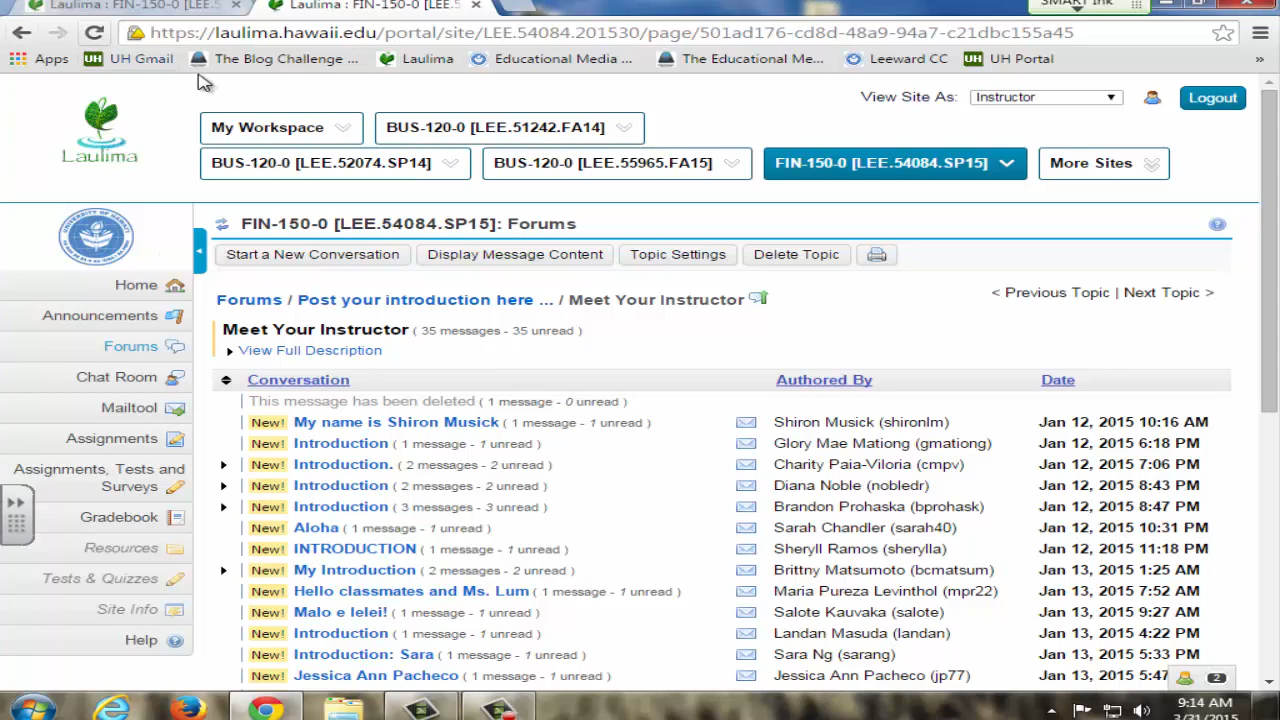 Laulima : FIN-150-0 [LEE.5 × Laulima : FIN-150-0 [LEE.5 ×
SMART Ink
https://laulima.hawaii.edu/portal/site/LEE.54084.201530/page/501ad176-cd8d-48a9-94a7-c21dbc155a45
Apps UH UH Gmail The Blog Challenge ... Laulima Educational Media ... The Educational Me... Leeward CC UH UH Portal »
View Site As: Instructor Logout
Laulima
My Workspace BUS-120-0 [LEE.51242.FA14]
BUS-120-0 [LEE.52074.SP14] BUS-120-0 [LEE.55965.FA15] FIN-150-0 [LEE.54084.SP15] More Sites
FIN-150-0 [LEE.54084.SP15]: Forums
Start a New Conversation Display Message Content Topic Settings Delete Topic
Home
Announcements
Forums
Chat Room
Mailtool
Assignments
Assignments, Tests and
Surveys
Gradebook
Resources
Tests & Quizzes
Site Info
Help
Forums / Post your introduction here ... / Meet Your Instructor
< Previous Topic | Next Topic >
Meet Your Instructor ( 35 messages - 35 unread )
View Full Description
Conversation Authored By Date
This message has been deleted ( 1 message - 0 unread )
New! My name is Shiron Musick ( 1 message - 1 unread ) Shiron Musick (shironlm) Jan 12, 2015 10:16 AM
New! Introduction ( 1 message - 1 unread ) Glory Mae Mationg (gmationg) Jan 12, 2015 6:18 PM
New! Introduction. ( 2 messages - 2 unread ) Charity Paia-Viloria (cmpv) Jan 12, 2015 7:06 PM
New! Introduction ( 2 messages - 2 unread ) Diana Noble (nobledr) Jan 12, 2015 8:43 PM
New! Introduction ( 3 messages - 3 unread ) Brandon Prohaska (bprohask) Jan 12, 2015 8:47 PM
New! Aloha ( 1 message - 1 unread ) Sarah Chandler (sarah40) Jan 12, 2015 10:31 PM
New! INTRODUCTION ( 1 message - 1 unread ) Sheryll Ramos (sherylla) Jan 12, 2015 11:18 PM
New! My Introduction ( 2 messages - 2 unread ) Brittny Matsumoto (bcmatsum) Jan 13, 2015 1:25 AM
New! Hello classmates and Ms. Lum ( 1 message - 1 unread ) Maria Pureza Levinthol (mpr22) Jan 13, 2015 7:52 AM
New! Malo e lelei! ( 1 message - 1 unread ) Salote Kauvaka (salote) Jan 13, 2015 9:27 AM
New! Introduction ( 1 message - 1 unread ) Landan Masuda (landan) Jan 13, 2015 4:22 PM
New! Introduction: Sara ( 1 message - 1 unread ) Sara Ng (sarang) Jan 13, 2015 5:33 PM
New! Jessica Ann Pacheco ( 1 message - 1 unread ) Jessica Ann Pacheco (jp77) Jan 13, 2015 5:47
2
9:14 AM
3/31/2015